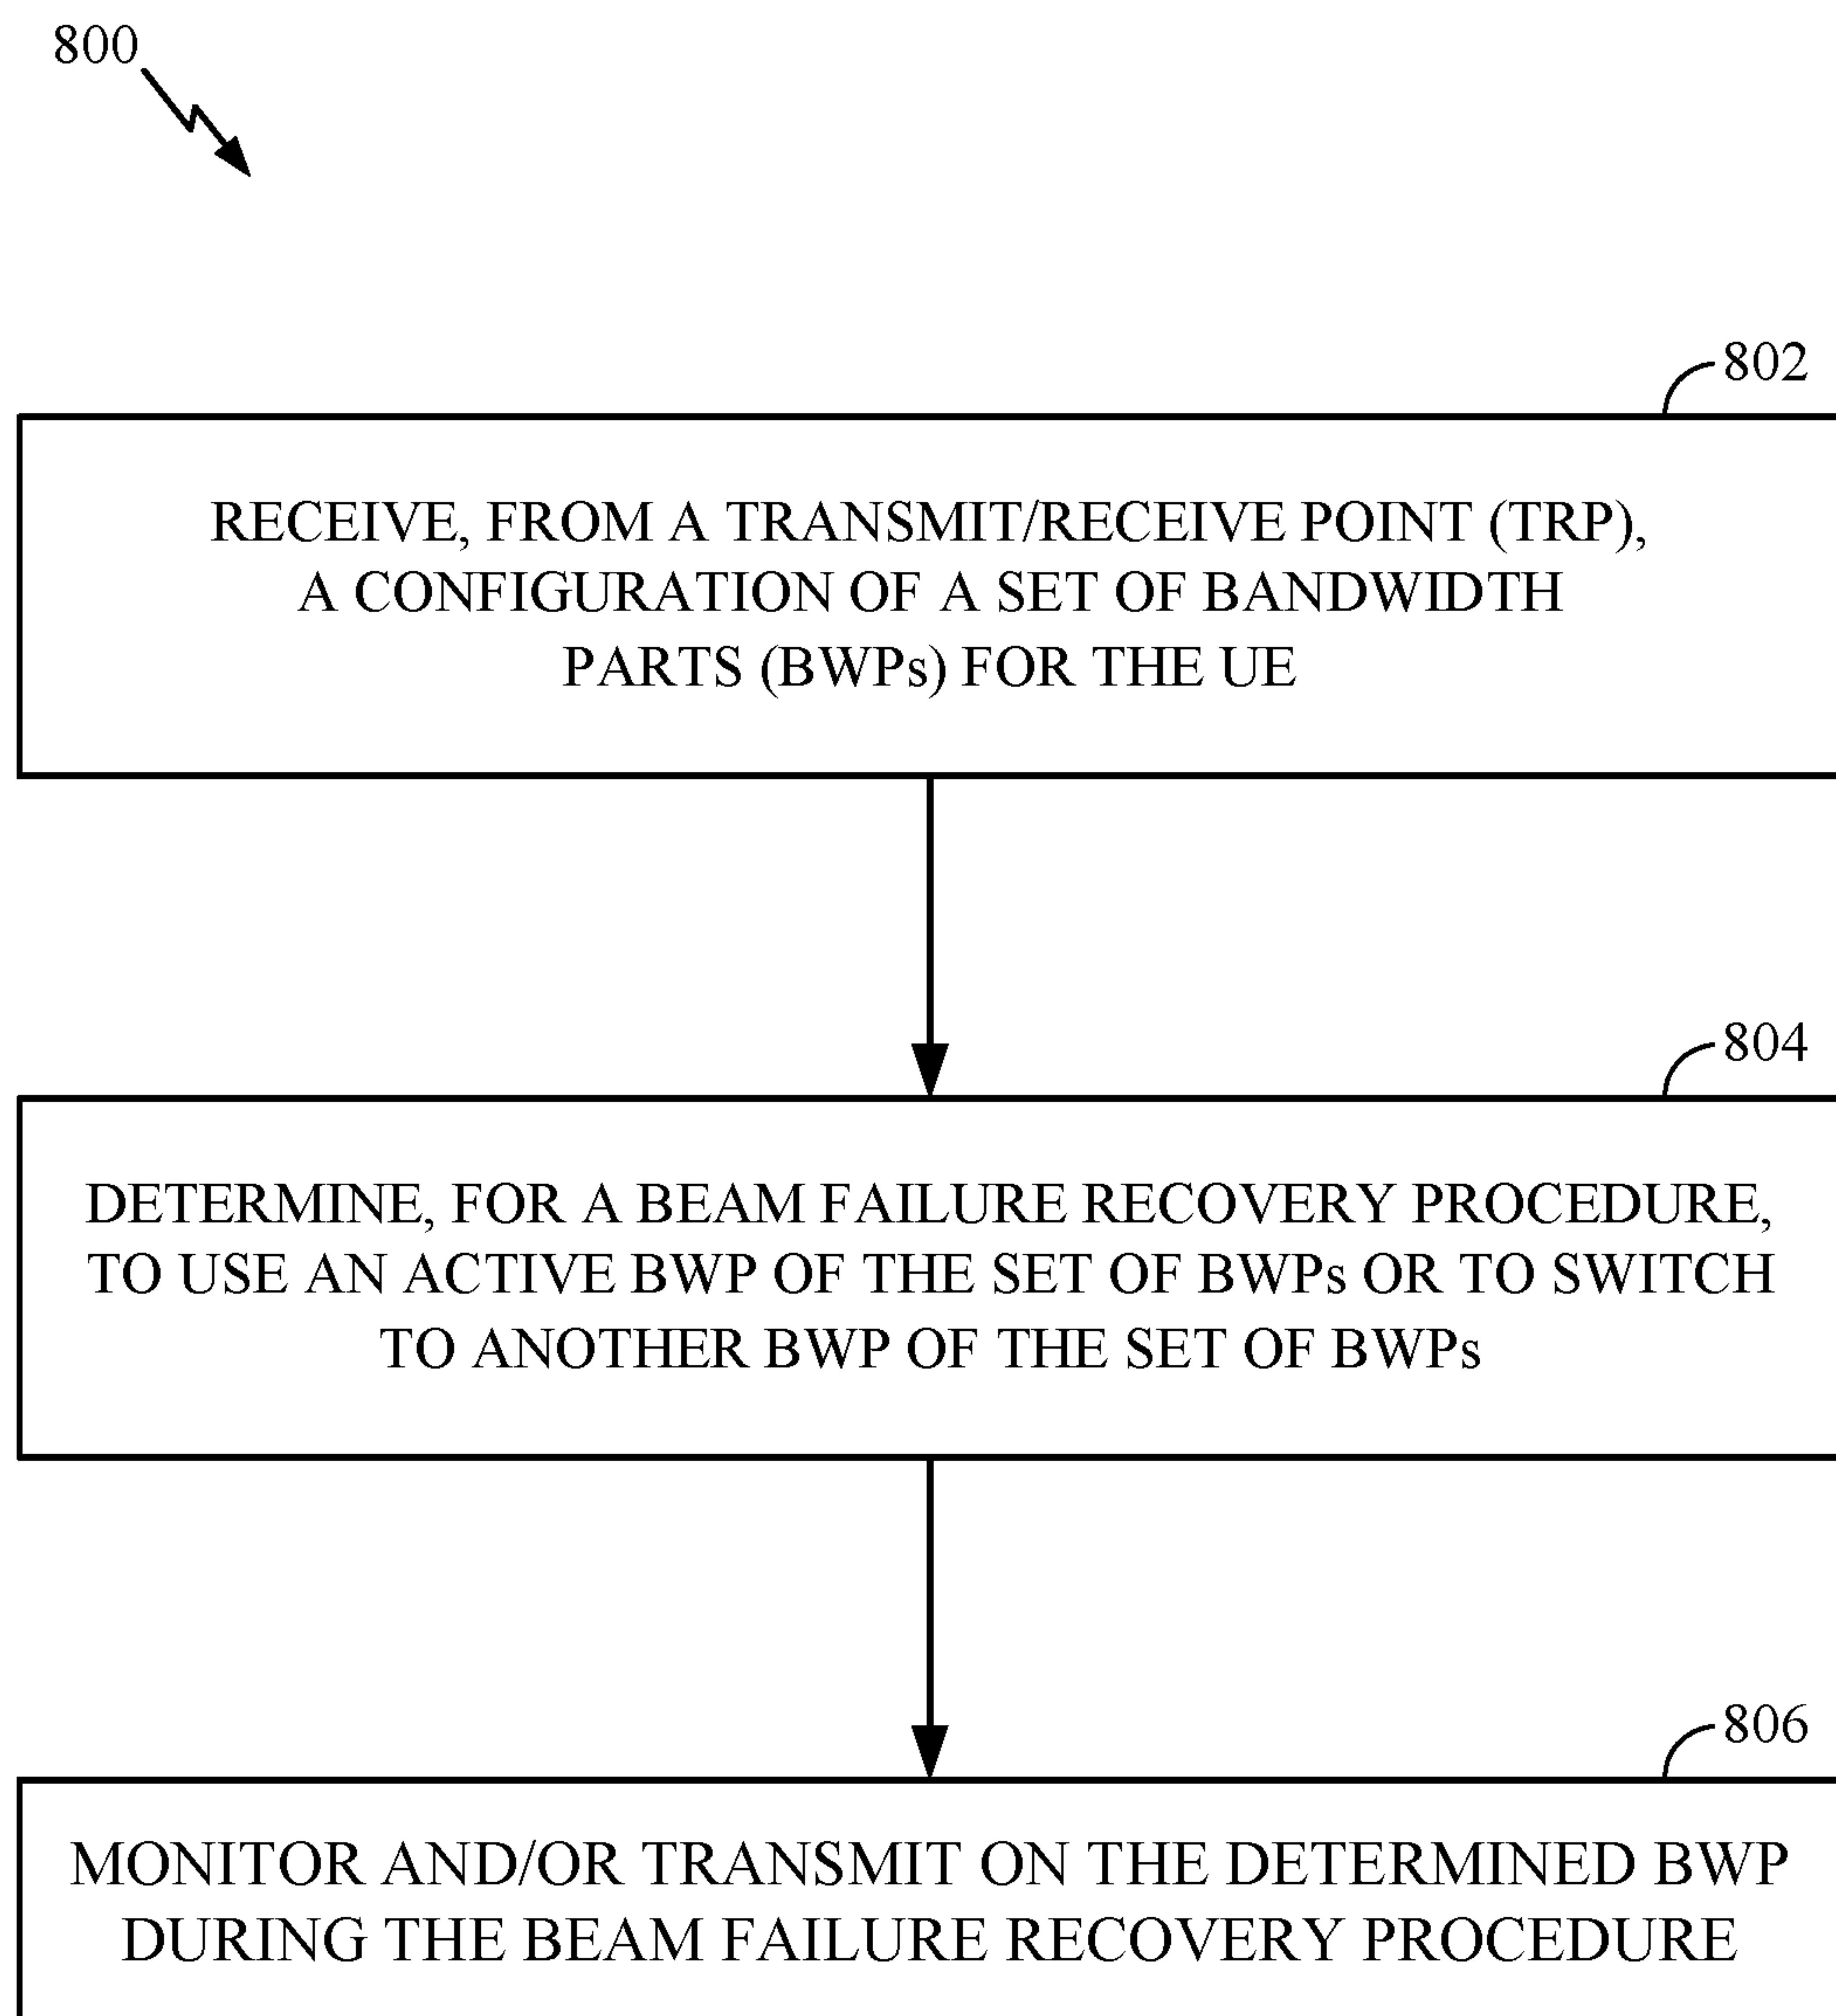 800
802
RECEIVE, FROM A TRANSMIT/RECEIVE POINT (TRP),
A CONFIGURATION OF A SET OF BANDWIDTH
PARTS (BWPs) FOR THE UE
804
DETERMINE, FOR A BEAM FAILURE RECOVERY PROCEDURE,
TO USE AN ACTIVE BWP OF THE SET OF BWPs OR TO SWITCH
TO ANOTHER BWP OF THE SET OF BWPs
806
MONITOR AND/OR TRANSMIT ON THE DETERMINED BWP
DURING THE BEAM FAILURE RECOVERY PROCEDURE